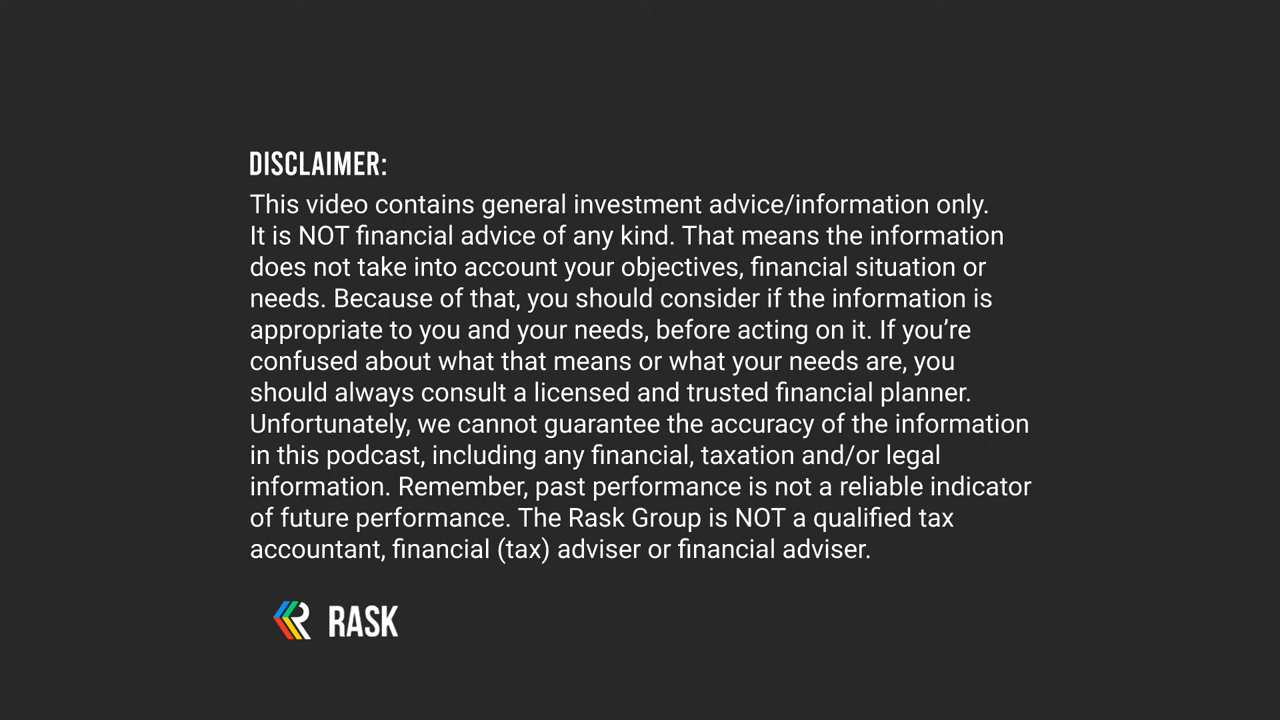 DISCLAIMER:
This video contains general investment advice/information only.
It is NOT financial advice of any kind. That means the information
does not take into account your objectives, financial situation or
needs. Because of that, you should consider if the information is
appropriate to you and your needs, before acting on it. If you’re
confused about what that means or what your needs are, you
should always consult a licensed and trusted financial planner.
Unfortunately, we cannot guarantee the accuracy of the information
in this podcast, including any financial, taxation and/or legal
information. Remember, past performance is not a reliable indicator
of future performance. The Rask Group is NOT a qualified tax
accountant, financial (tax) adviser or financial adviser.
RASK